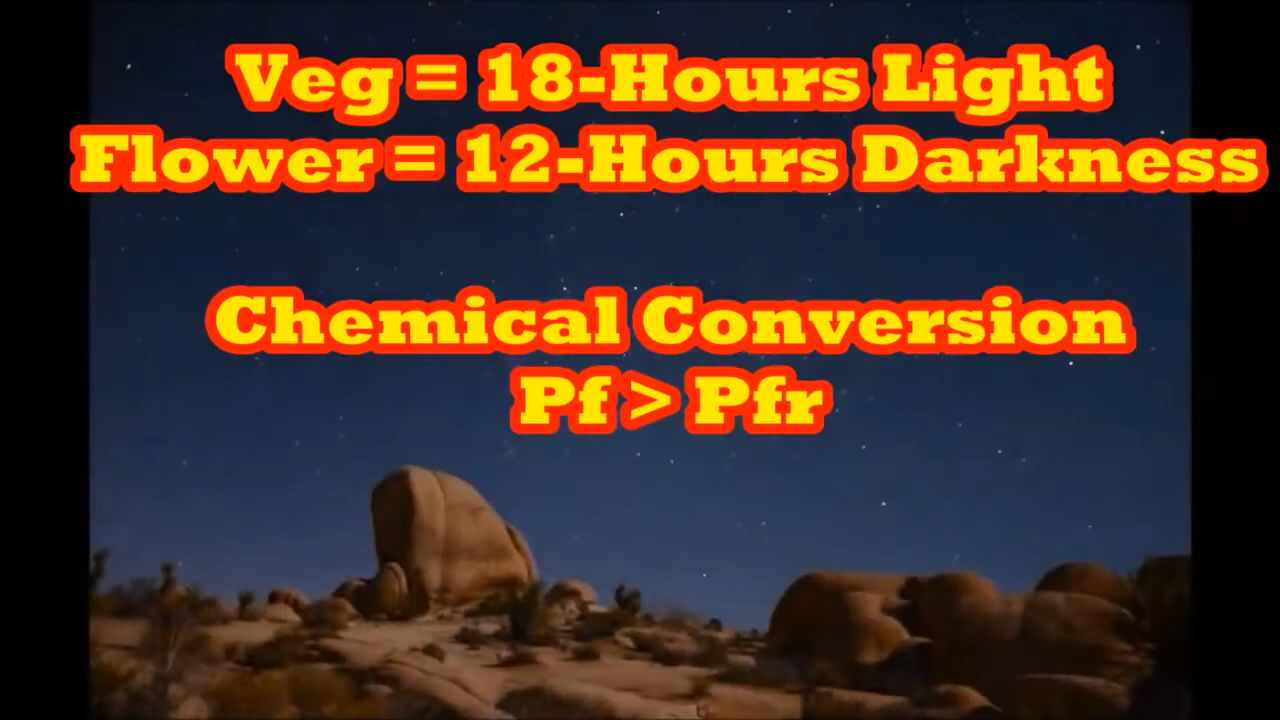 Veg = 18-Hours Light
Flower = 12-Hours Darkness
Chemical Conversion
Pf > Pfr